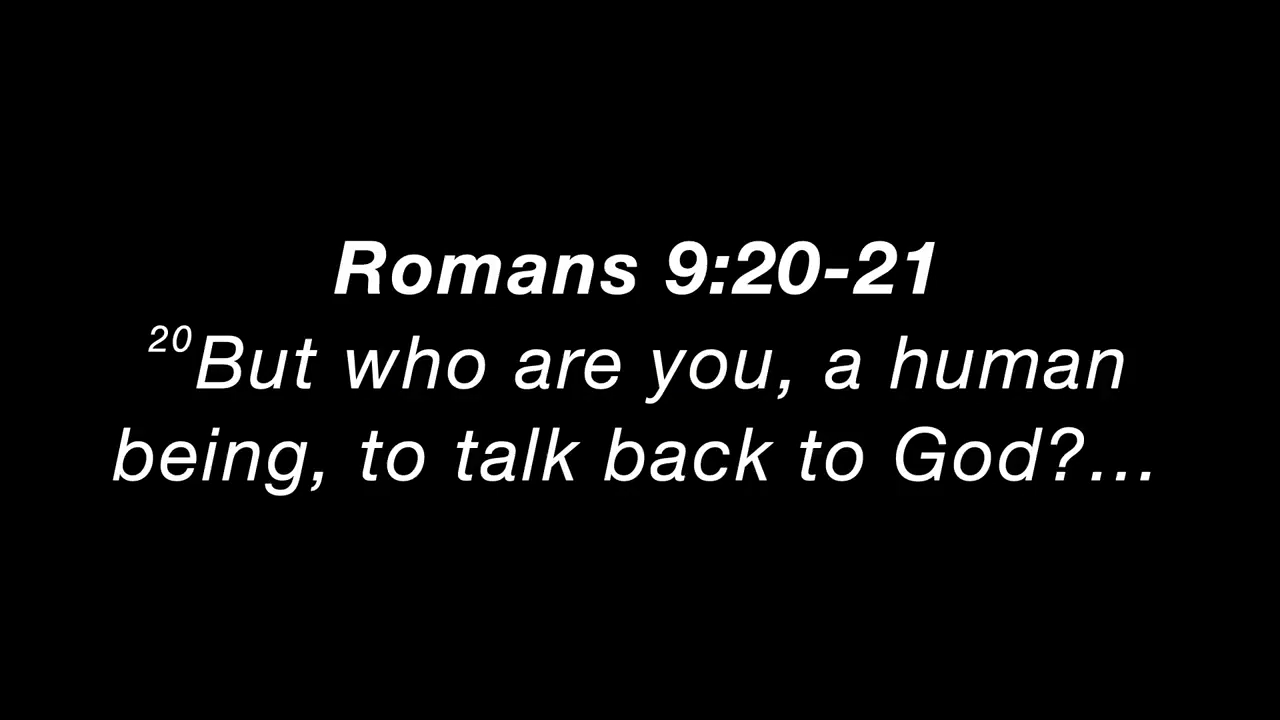 Romans 9:20-21
20But who are you, a human
being, to talk back to God?...